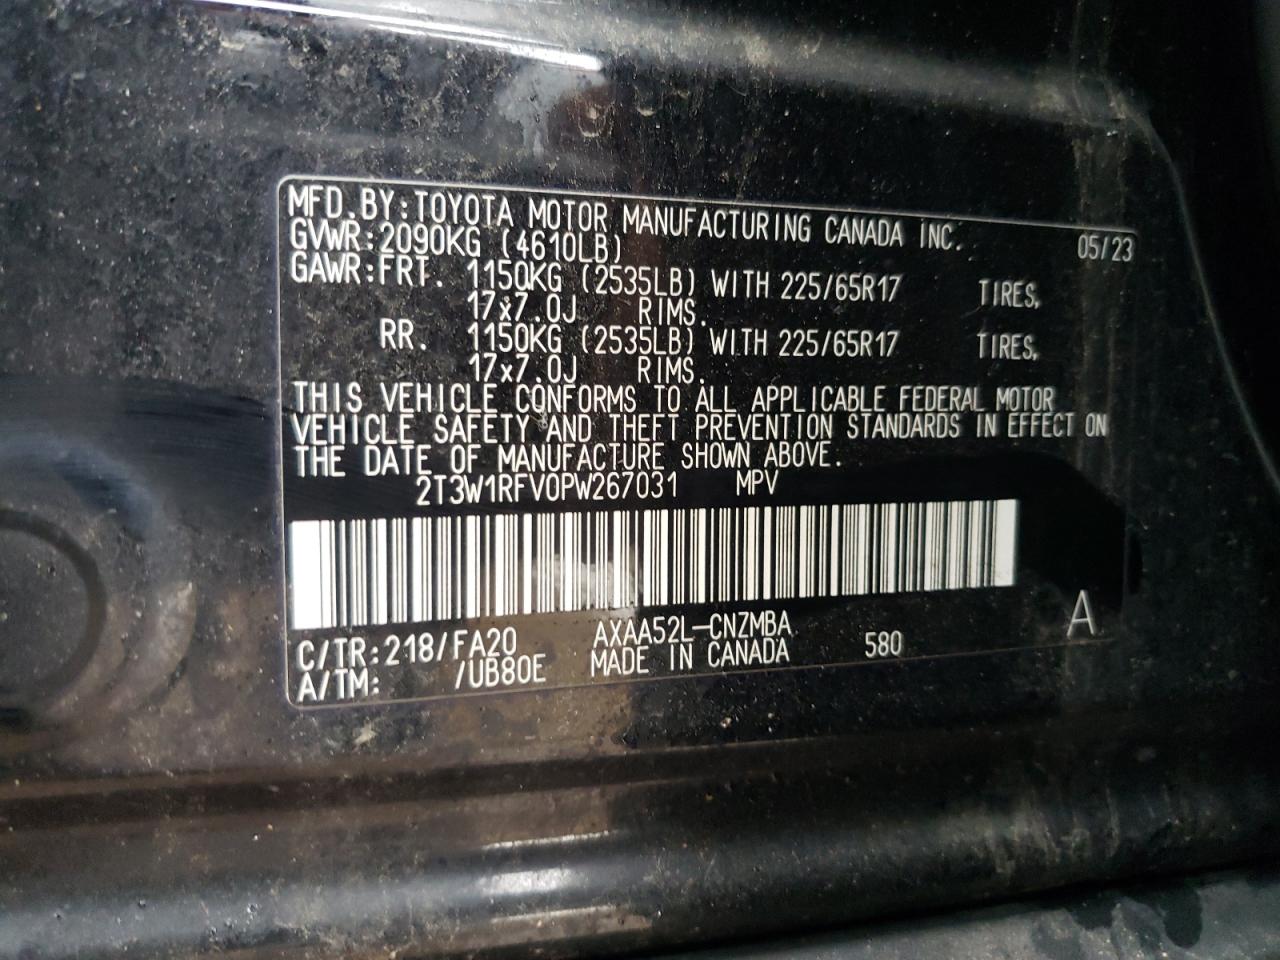 MFD.BY:TOYOTA MOTOR MANUFACTURING CANADA INC. 05/23
GVWR:2090KG (4610LB)
GAWR:FRT. 1150KG (2535LB) WITH 225/65R17 TIRES,
17x7.0J RIMS.
RR. 1150KG (2535LB) WITH 225/65R17 TIRES,
17x7.0J RIMS.
THIS VEHICLE CONFORMS TO ALL APPLICABLE FEDERAL MOTOR
VEHICLE SAFETY AND THEFT PREVENTION STANDARDS IN EFFECT ON
THE DATE OF MANUFACTURE SHOWN ABOVE.
2T3W1RFV0PW267031 MPV
C/TR:218/FA20 AXAA52L-CNZMBA 580 A
A/TM: /UB80E MADE IN CANADA